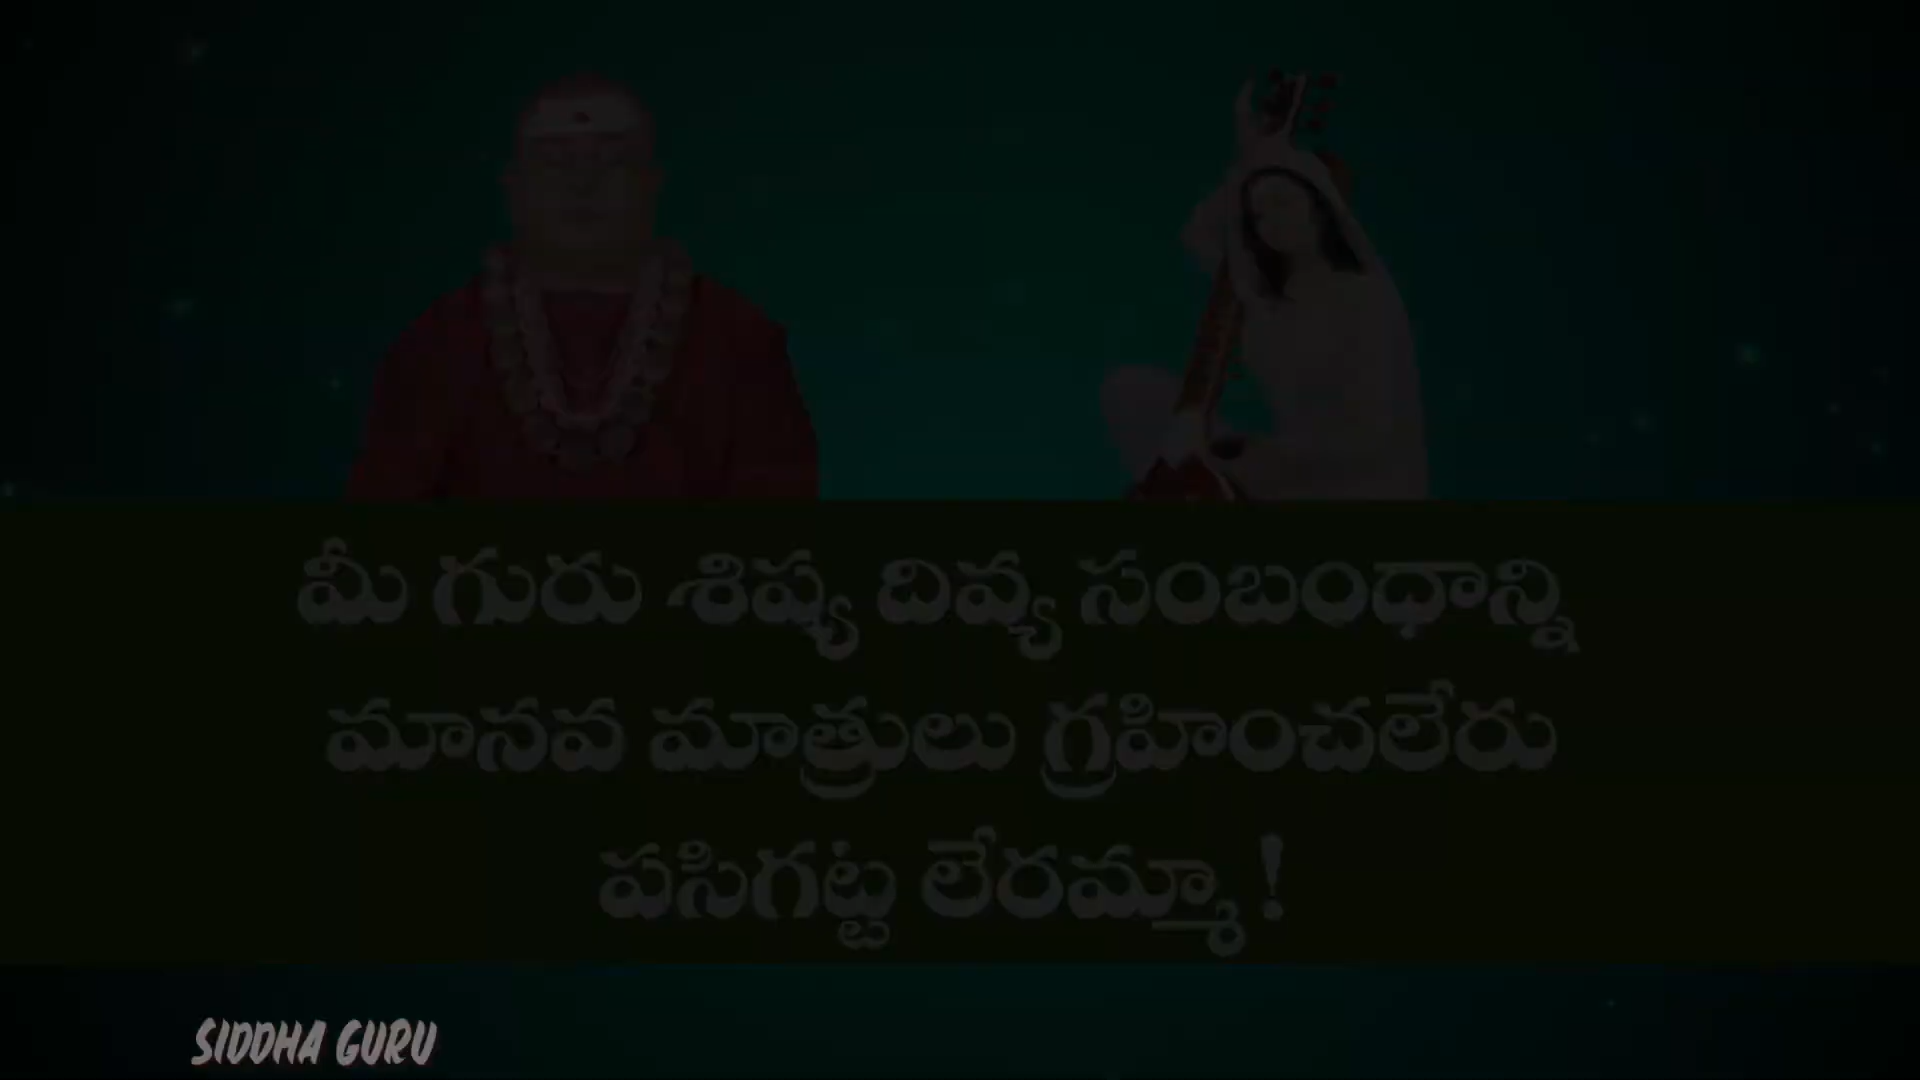 మీ గురు శిష్య దివ్య సంబంధాన్ని
మానవ మాత్రులు గ్రహించలేరు
పసిగట్ట లేరమ్మా !
SIDDHA GURU